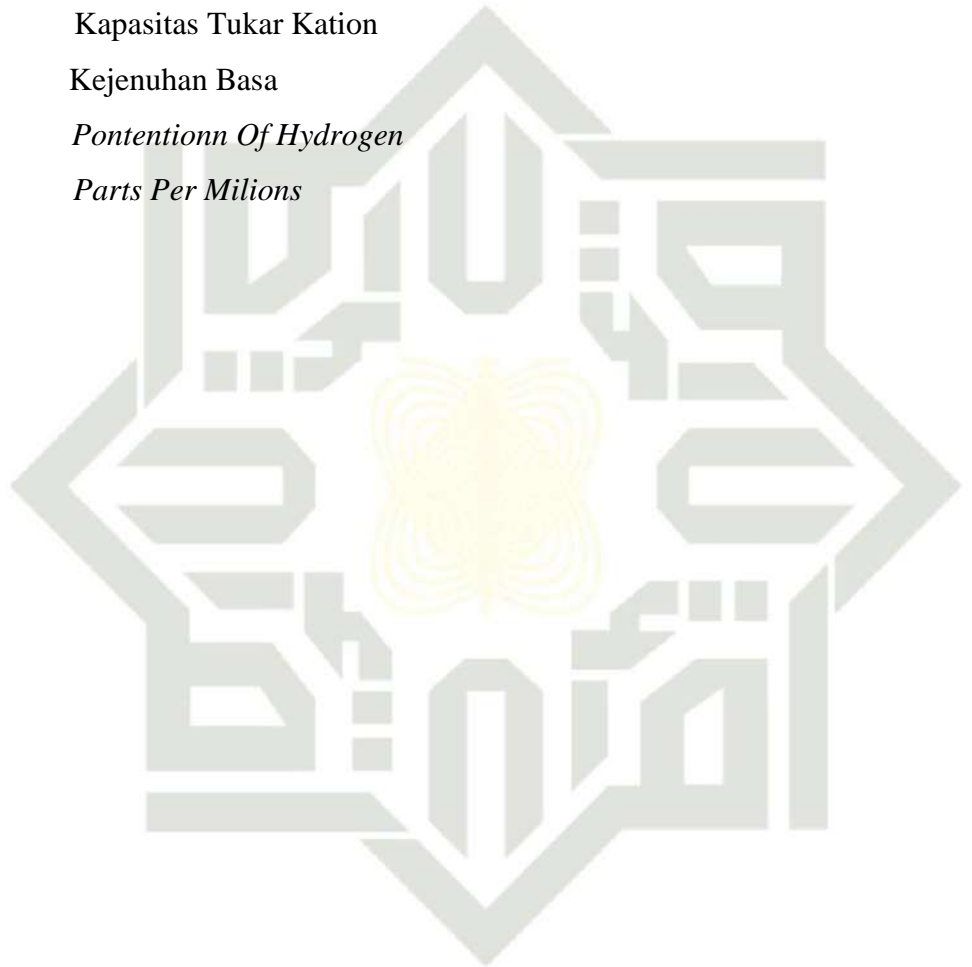 Kapasitas Tukar Kation
Kejenuhan Basa
Pontentionn Of Hydrogen
Parts Per Milions